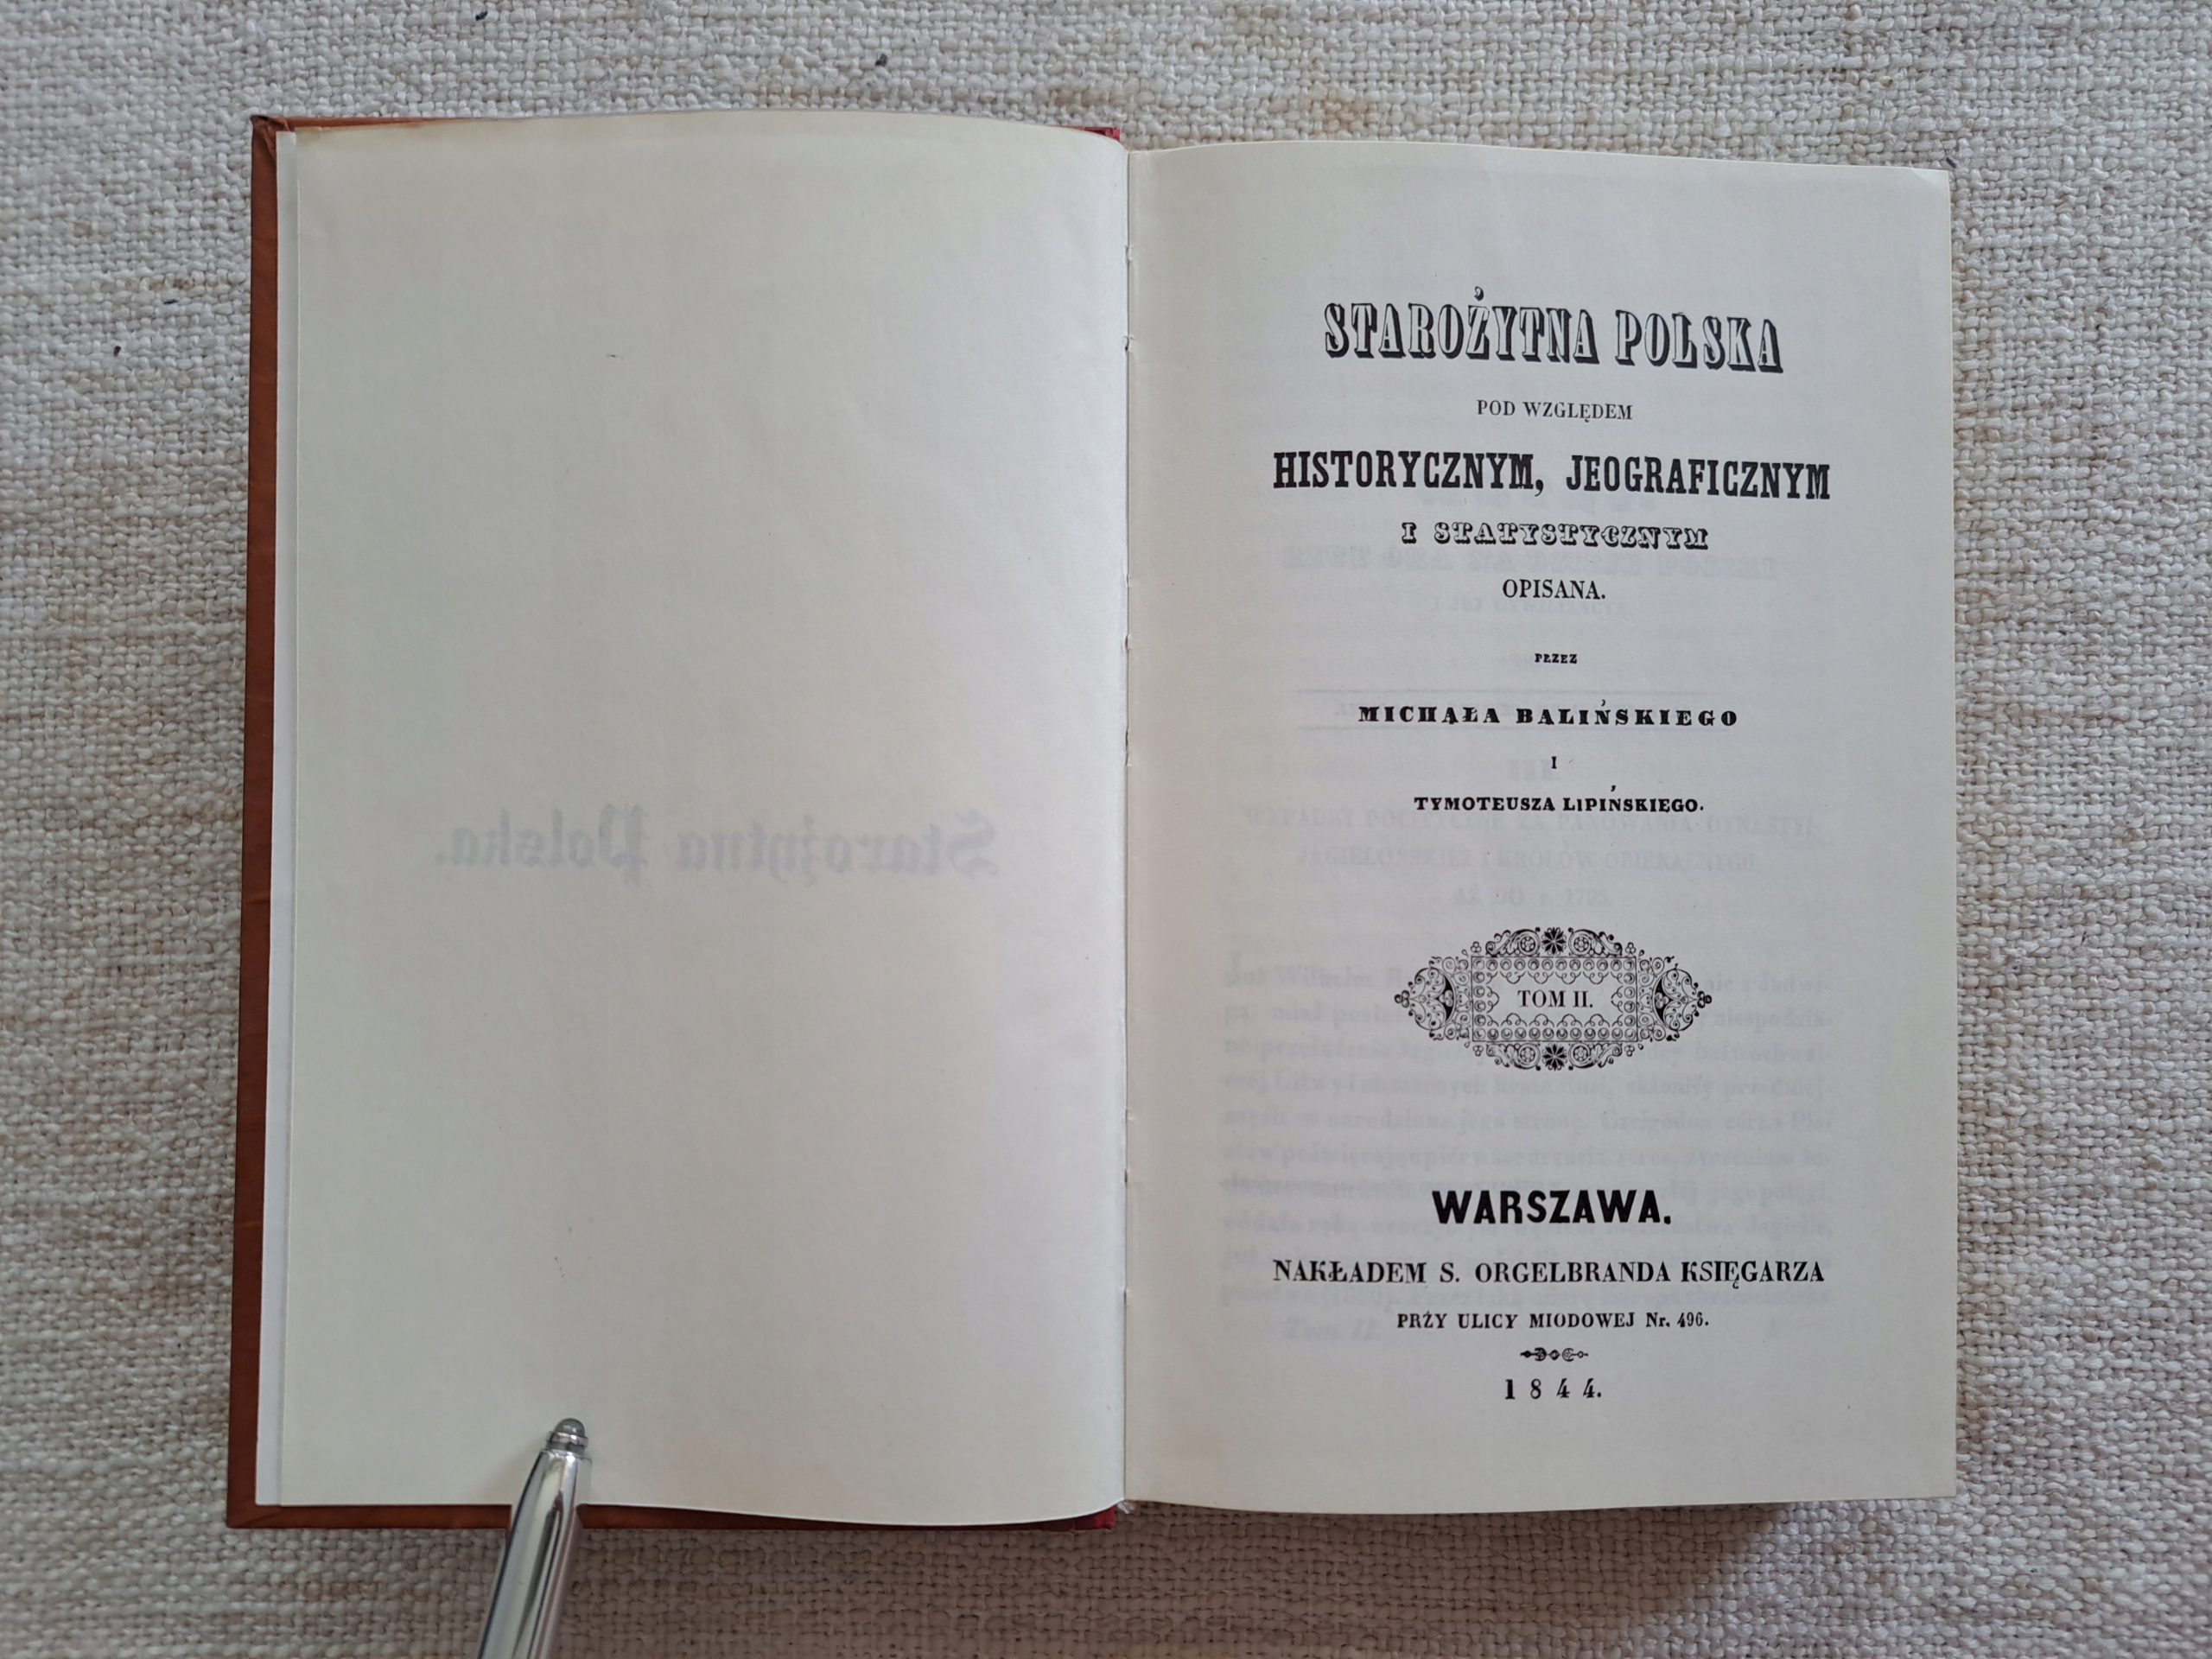 Starożytna Polska.
STAROŻYTNA POLSKA
POD WZGLĘDEM
HISTORYCZNYM, JEOGRAFICZNYM
I STATYSTYCZNYM
OPISANA.
PRZEZ
MICHAŁA BALIŃSKIEGO
I
TYMOTEUSZA LIPIŃSKIEGO.
TOM II.
WARSZAWA.
NAKŁADEM S. ORGELBRANDA KSIĘGARZA
PRŻY ULICY MIODOWEJ Nr. 496.
1844.